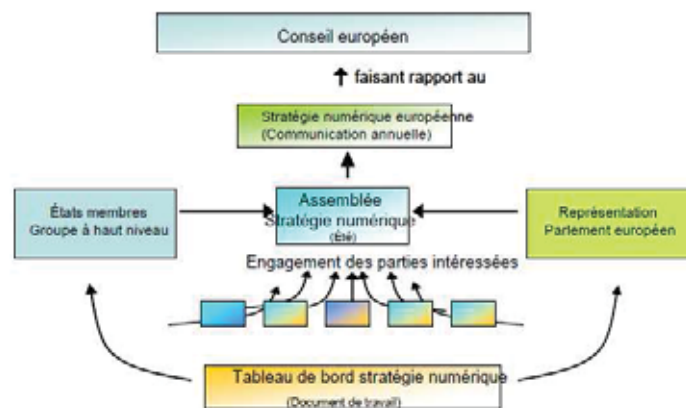 Conseil européen
faisant rapport au
Stratégie numérique européenne
(Communication annuelle)
États membres
Groupe à haut niveau
Assemblée
Stratégie numérique
(Été)
Représentation
Parlement européen
Engagement des parties intéressées
Tableau de bord stratégie numérique
(Document de travail)